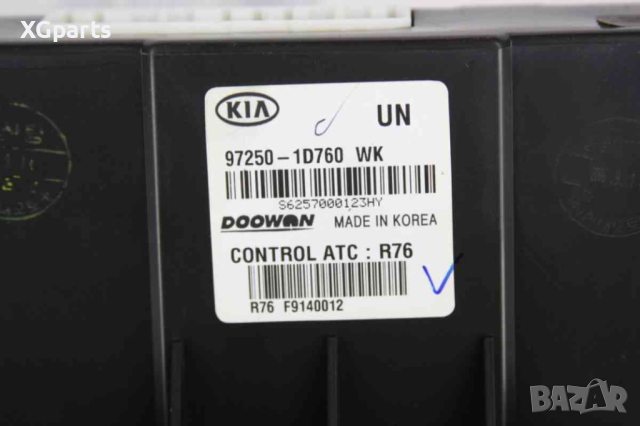 XGparts
KIA
UN
97250-1D760 WK
S6257000123HY
DOOWON MADE IN KOREA
CONTROL ATC : R76
R76 F9140012
BAZAR